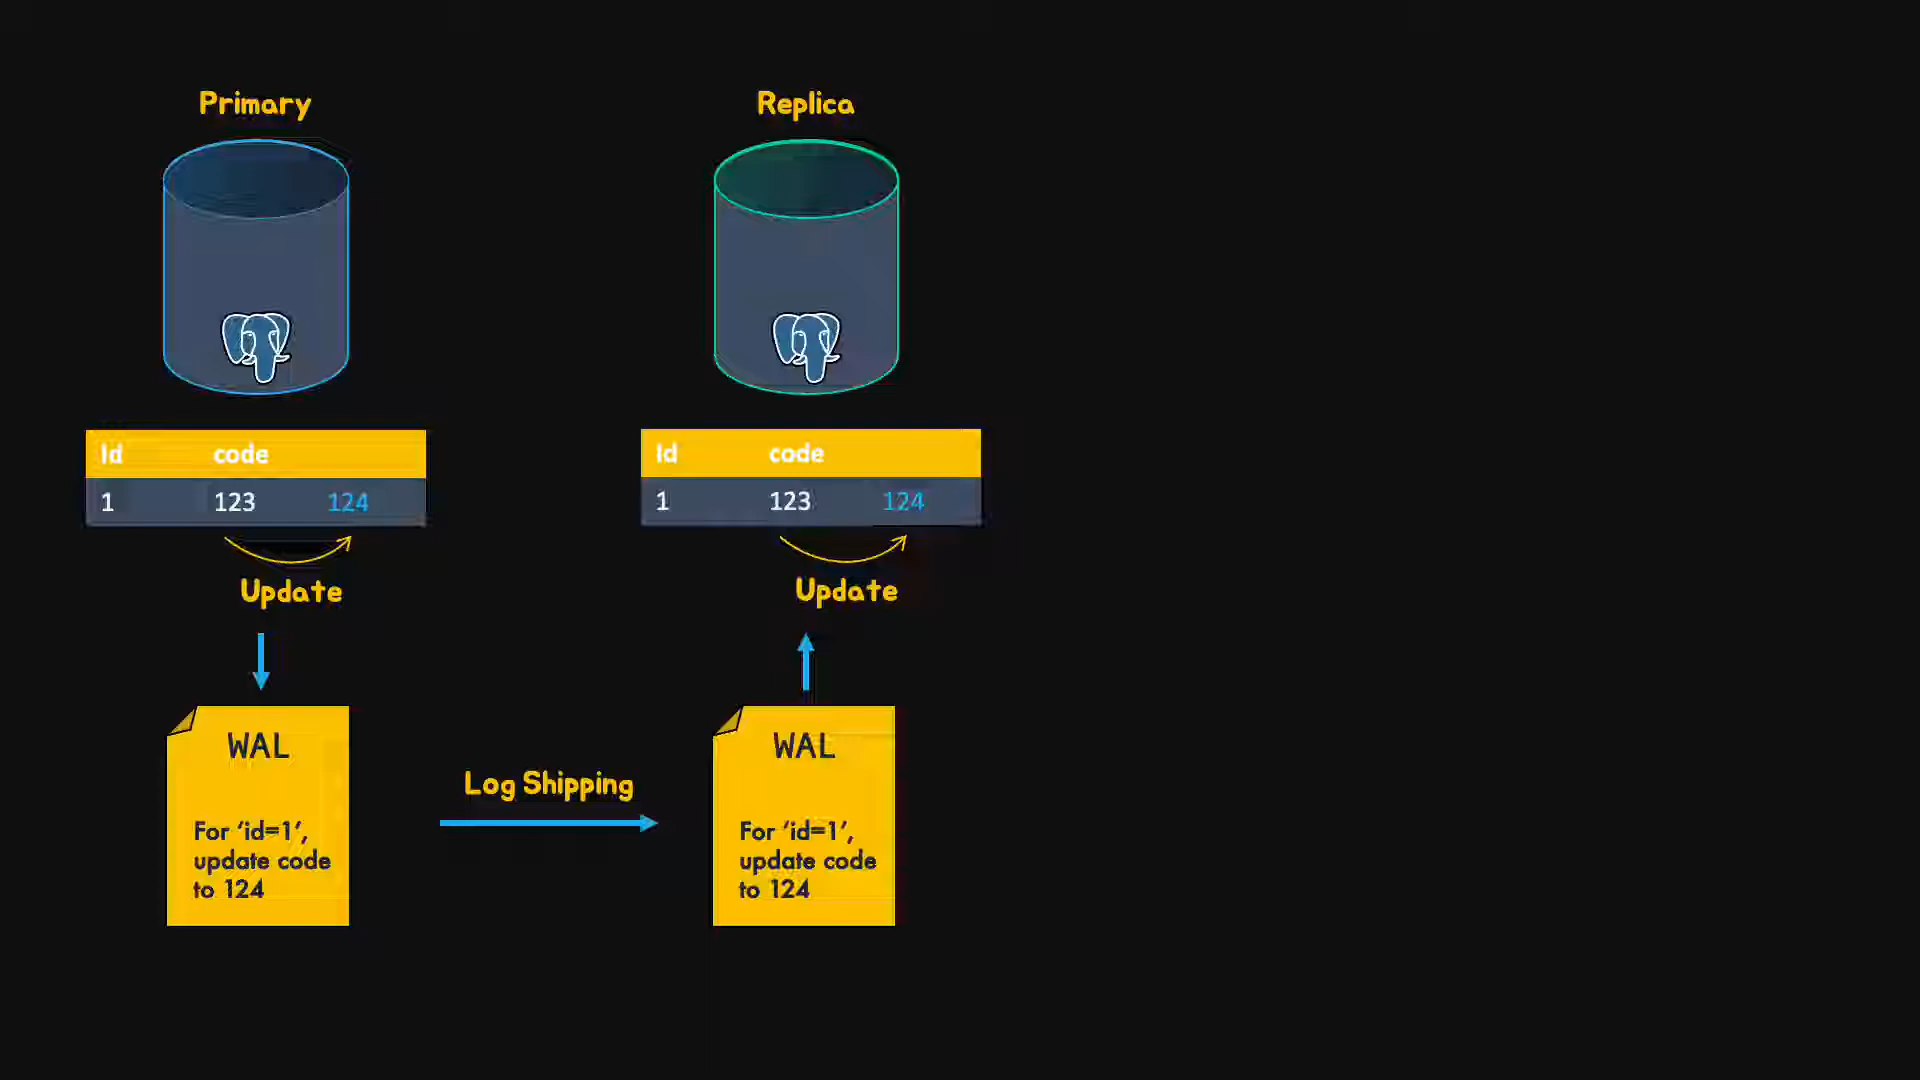 Primary
Replica
Id code
1 123 124
Id code
1 123 124
Update
Update
WAL
For ‘id=1’,
update code
to 124
Log Shipping
WAL
For ‘id=1’,
update code
to 124